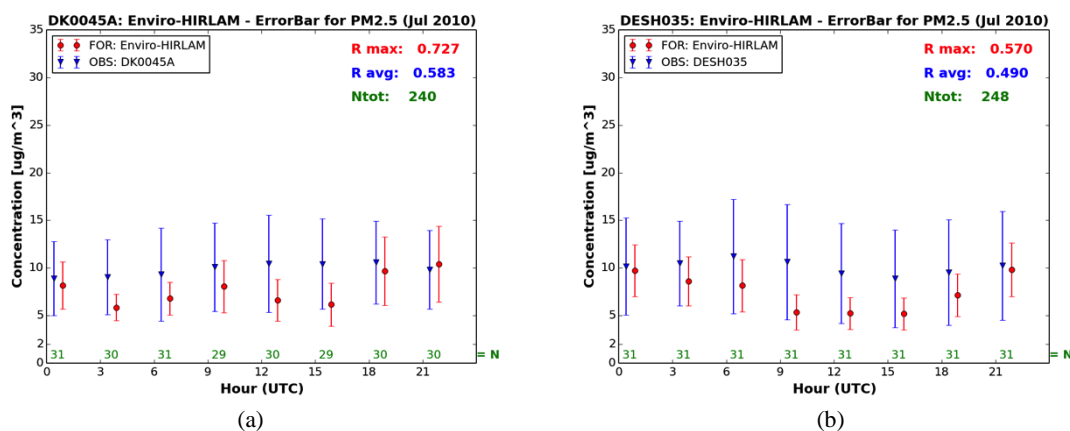 DK0045A: Enviro-HIRLAM - ErrorBar for PM2.5 (Jul 2010)
35
30
25
20
15
10
5
2
0
Concentration [ug/m^3]
FOR: Enviro-HIRLAM
OBS: DK0045A
R max: 0.727
R avg: 0.583
Ntot: 240
31 30 31 29 30 29 30 30 = N
0 3 6 9 12 15 18 21
Hour (UTC)
(a)
DESH035: Enviro-HIRLAM - ErrorBar for PM2.5 (Jul 2010)
35
30
25
20
15
10
5
2
0
Concentration [ug/m^3]
FOR: Enviro-HIRLAM
OBS: DESH035
R max: 0.570
R avg: 0.490
Ntot: 248
31 31 31 31 31 31 31 31 = N
0 3 6 9 12 15 18 21
Hour (UTC)
(b)